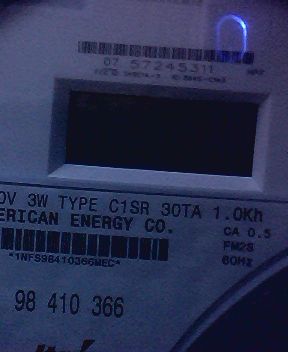 07 57245311
0V 3W TYPE C1SR 30TA 1.0Kh
ERICAN ENERGY CO.
CA 0.5
FM2S
60Hz
*1NFS98410366MEC*
98 410 366